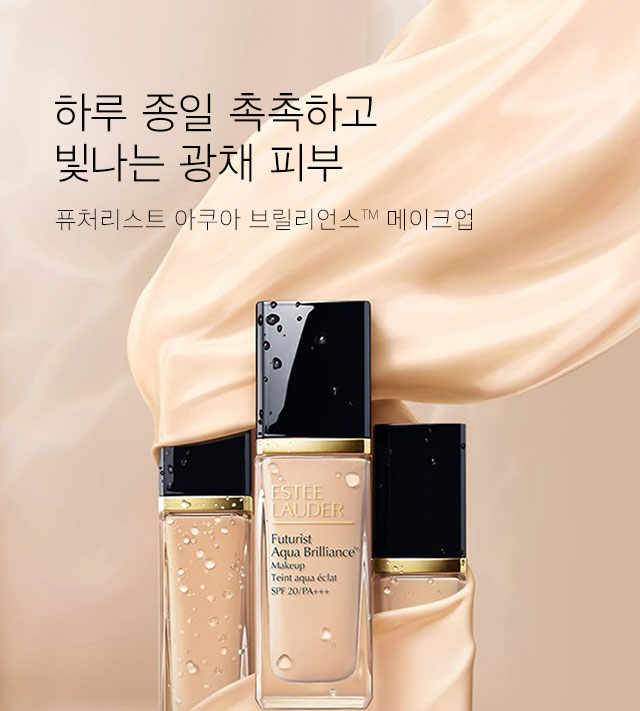 하루 종일 촉촉하고
빛나는 광채 피부
퓨처리스트 아쿠아 브릴리언스™ 메이크업
ESTEE
LAUDER
Futurist
Aqua Brilliance™
Makeup
Teint aqua éclat
SPF 20/PA+++